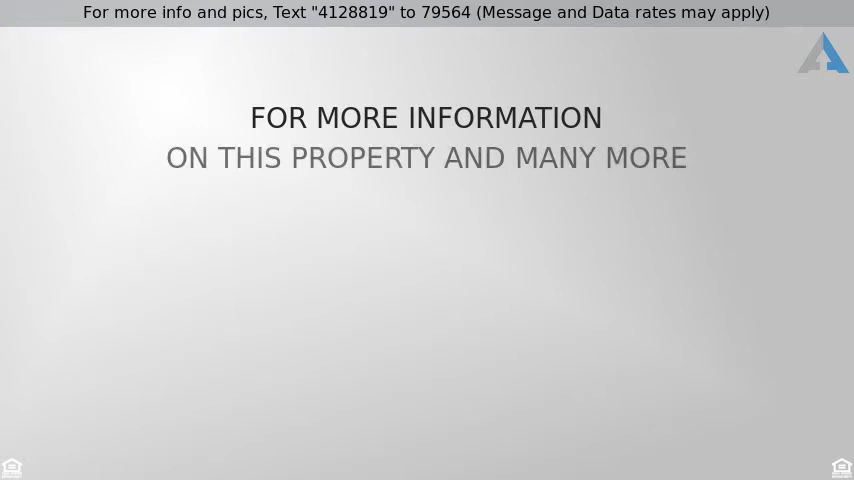 For more info and pics, Text "4128819" to 79564 (Message and Data rates may apply)
FOR MORE INFORMATION
ON THIS PROPERTY AND MANY MORE